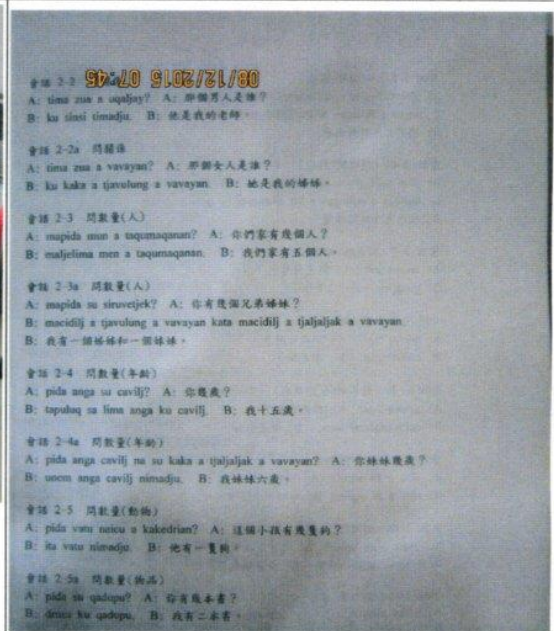 會話 2-2
08/12/2015 07:45
A: tima zua a uqaljay? A: 那個男人是誰?
B: ku sinsi timadju. B: 他是我的老師。
會話 2-2a 問關係
A: tima zua a vavayan? A: 那個女人是誰?
B: ku kaka a tjavulung a vavayan. B: 她是我的姊姊。
會話 2-3 問數量(人)
A: mapida mun a taqumaqanan? A: 你們家有幾個人?
B: maljelima men a taqumaqanan. B: 我們家有五個人。
會話 2-3a 問數量(人)
A: mapida su siruvetjek? A: 你有幾個兄弟姊妹?
B: macidilj a tjavulung a vavayan kata macidilj a tjaljaljak a vavayan.
B: 我有一個姊姊和一個妹妹。
會話 2-4 問數量(年齡)
A: pida anga su cavilj? A: 你幾歲?
B: tapuluq sa lima anga ku cavilj. B: 我十五歲。
會話 2-4a 問數量(年齡)
A: pida anga cavilj na su kaka a tjaljaljak a vavayan? A: 你妹妹幾歲?
B: unem anga cavilj nimadju. B: 我妹妹六歲。
會話 2-5 問數量(動物)
A: pida vatu neicu a kakedrian? A: 這個小孩有幾隻狗?
B: ita vatu nimadju. B: 他有一隻狗。
會話 2-5a 問數量(物品)
A: pida su qadupu? A: 你有幾本書?
B: drusa ku qadupu. B: 我有二本書。